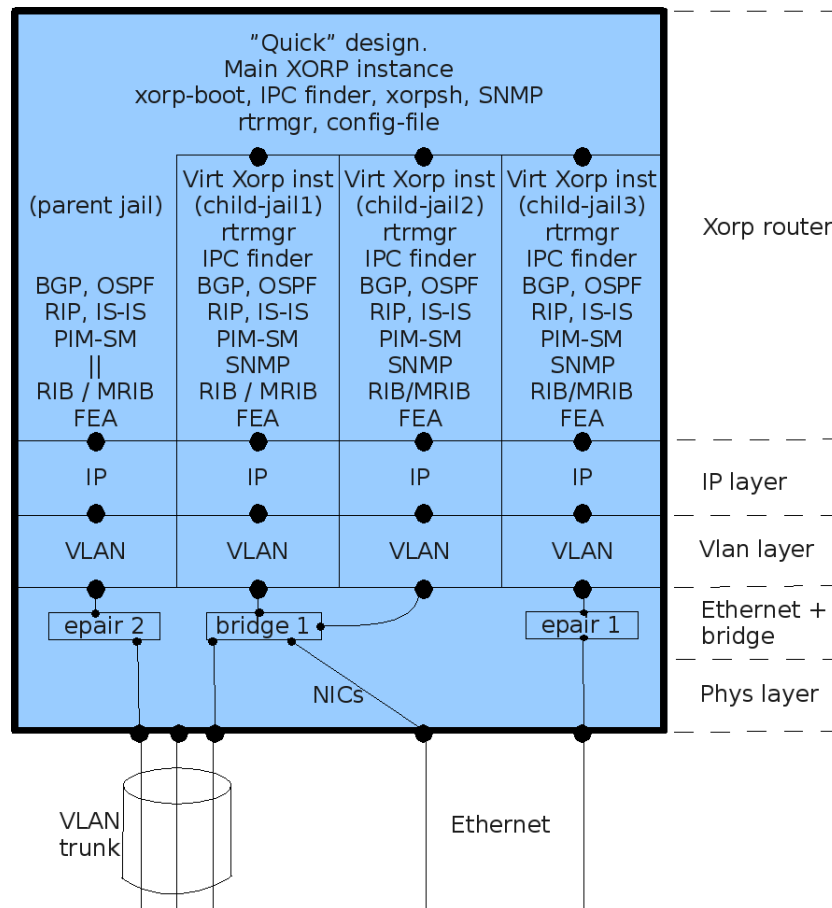 ”Quick” design.
Main XORP instance
xorp-boot, IPC finder, xorpsh, SNMP
rtrmgr, config-file
(parent jail)
BGP, OSPF
RIP, IS-IS
PIM-SM
||
RIB / MRIB
FEA
Virt Xorp inst
(child-jail1)
rtrmgr
IPC finder
BGP, OSPF
RIP, IS-IS
PIM-SM
SNMP
RIB / MRIB
FEA
Virt Xorp inst
(child-jail2)
rtrmgr
IPC finder
BGP, OSPF
RIP, IS-IS
PIM-SM
SNMP
RIB/MRIB
FEA
Virt Xorp inst
(child-jail3)
rtrmgr
IPC finder
BGP, OSPF
RIP, IS-IS
PIM-SM
SNMP
RIB/MRIB
FEA
Xorp router
IP
IP
IP
IP
IP layer
VLAN
VLAN
VLAN
VLAN
Vlan layer
epair 2
bridge 1
epair 1
Ethernet +
bridge
NICs
Phys layer
VLAN
trunk
Ethernet